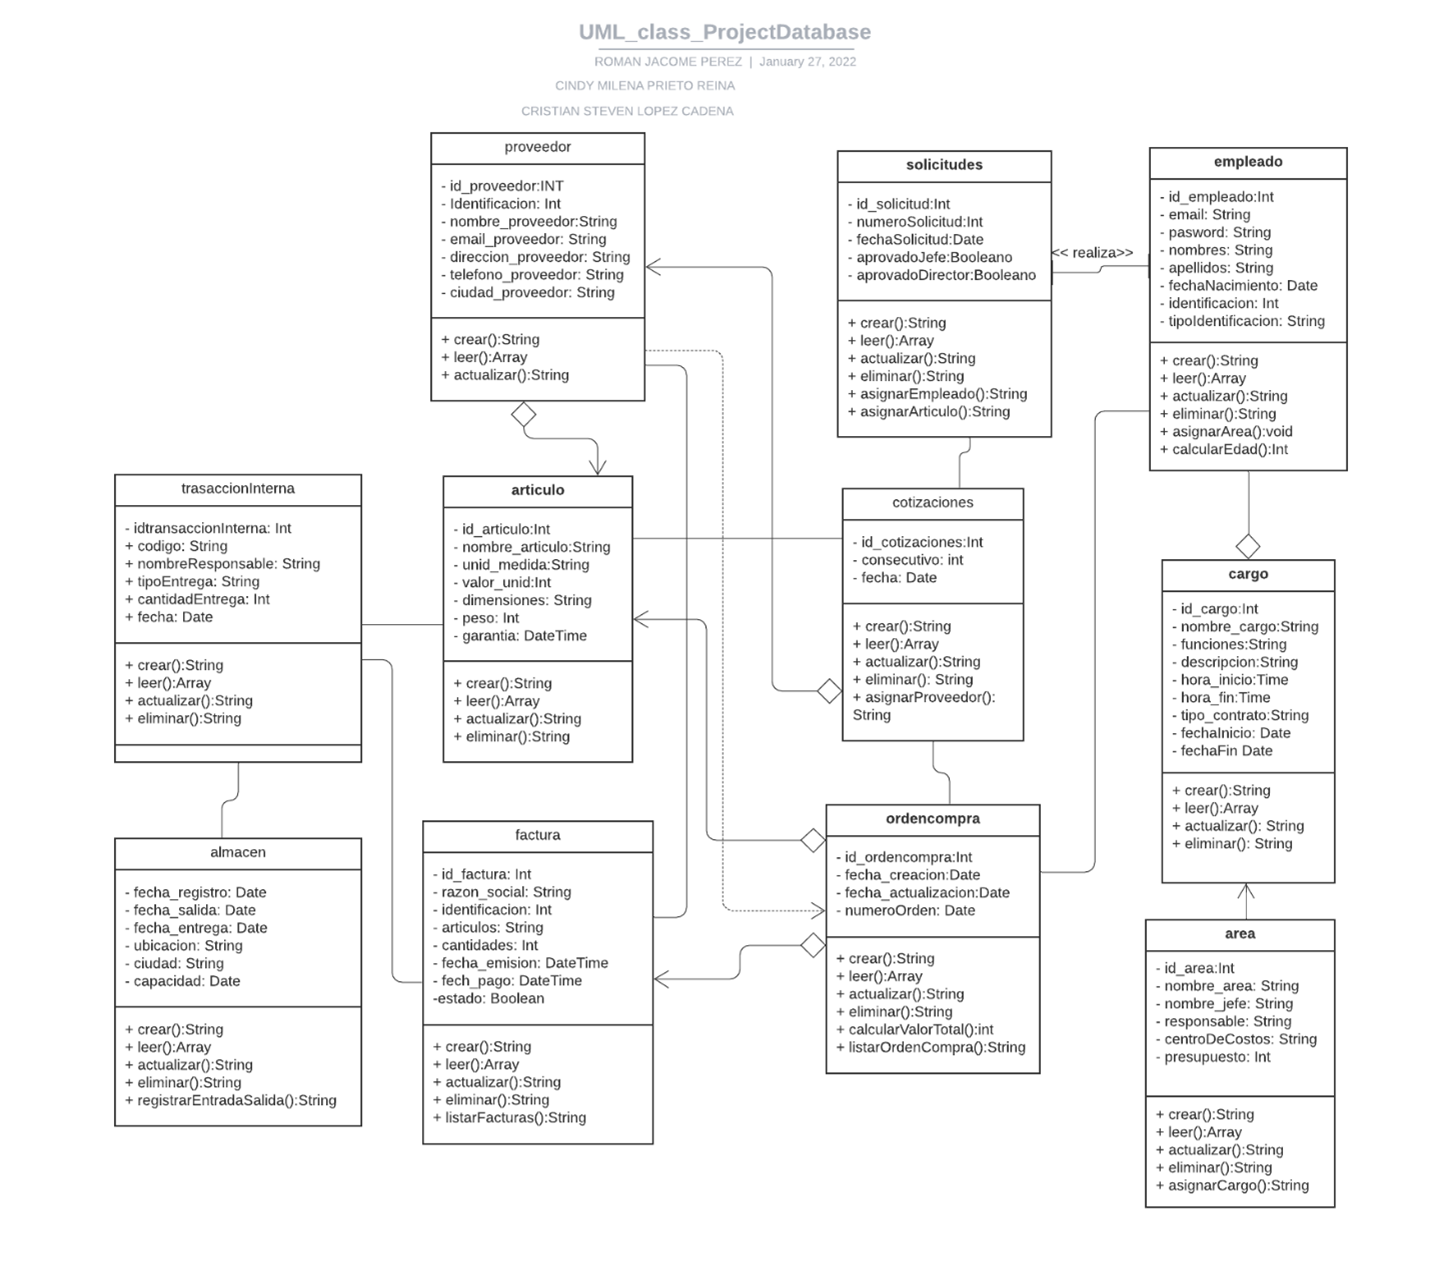 UML_class_ProjectDatabase
ROMAN JACOME PEREZ | January 27, 2022
CINDY MILENA PRIETO REINA
CRISTIAN STEVEN LOPEZ CADENA
proveedor
- id_proveedor:INT
- Identificacion: Int
- nombre_proveedor:String
- email_proveedor: String
- direccion_proveedor: String
- telefono_proveedor: String
- ciudad_proveedor: String
+ crear():String
+ leer():Array
+ actualizar():String
solicitudes
- id_solicitud:Int
- numeroSolicitud:Int
- fechaSolicitud:Date
- aprovadoJefe:Booleano
- aprovadoDirector:Booleano
+ crear():String
+ leer():Array
+ actualizar():String
+ eliminar():String
+ asignarEmpleado():String
+ asignarArticulo():String
<< realiza>>
empleado
- id_empleado:Int
- email: String
- pasword: String
- nombres: String
- apellidos: String
- fechaNacimiento: Date
- identificacion: Int
- tipoIdentificacion: String
+ crear():String
+ leer():Array
+ actualizar():String
+ eliminar():String
+ asignarArea():void
+ calcularEdad():Int
trasaccionInterna
- idtransaccionInterna: Int
+ codigo: String
+ nombreResponsable: String
+ tipoEntrega: String
+ cantidadEntrega: Int
+ fecha: Date
+ crear():String
+ leer():Array
+ actualizar():String
+ eliminar():String
articulo
- id_articulo:Int
- nombre_articulo:String
- unid_medida:String
- valor_unid:Int
- dimensiones: String
- peso: Int
- garantia: DateTime
+ crear():String
+ leer():Array
+ actualizar():String
+ eliminar():String
cotizaciones
- id_cotizaciones:Int
- consecutivo: int
- fecha: Date
+ crear():String
+ leer():Array
+ actualizar():String
+ eliminar(): String
+ asignarProveedor():
String
cargo
- id_cargo:Int
- nombre_cargo:String
- funciones:String
- descripcion:String
- hora_inicio:Time
- hora_fin:Time
- tipo_contrato:String
- fechaInicio: Date
- fechaFin Date
+ crear():String
+ leer():Array
+ actualizar(): String
+ eliminar(): String
almacen
- fecha_registro: Date
- fecha_salida: Date
- fecha_entrega: Date
- ubicacion: String
- ciudad: String
- capacidad: Date
+ crear():String
+ leer():Array
+ actualizar():String
+ eliminar():String
+ registrarEntradaSalida():String
factura
- id_factura: Int
- razon_social: String
- identificacion: Int
- articulos: String
- cantidades: Int
- fecha_emision: DateTime
- fech_pago: DateTime
-estado: Boolean
+ crear():String
+ leer():Array
+ actualizar():String
+ eliminar():String
+ listarFacturas():String
ordencompra
- id_ordencompra:Int
- fecha_creacion:Date
- fecha_actualizacion:Date
- numeroOrden: Date
+ crear():String
+ leer():Array
+ actualizar():String
+ eliminar():String
+ calcularValorTotal():int
+ listarOrdenCompra():String
area
- id_area:Int
- nombre_area: String
- nombre_jefe: String
- responsable: String
- centroDeCostos: String
- presupuesto: Int
+ crear():String
+ leer():Array
+ actualizar():String
+ eliminar():String
+ asignarCargo():String